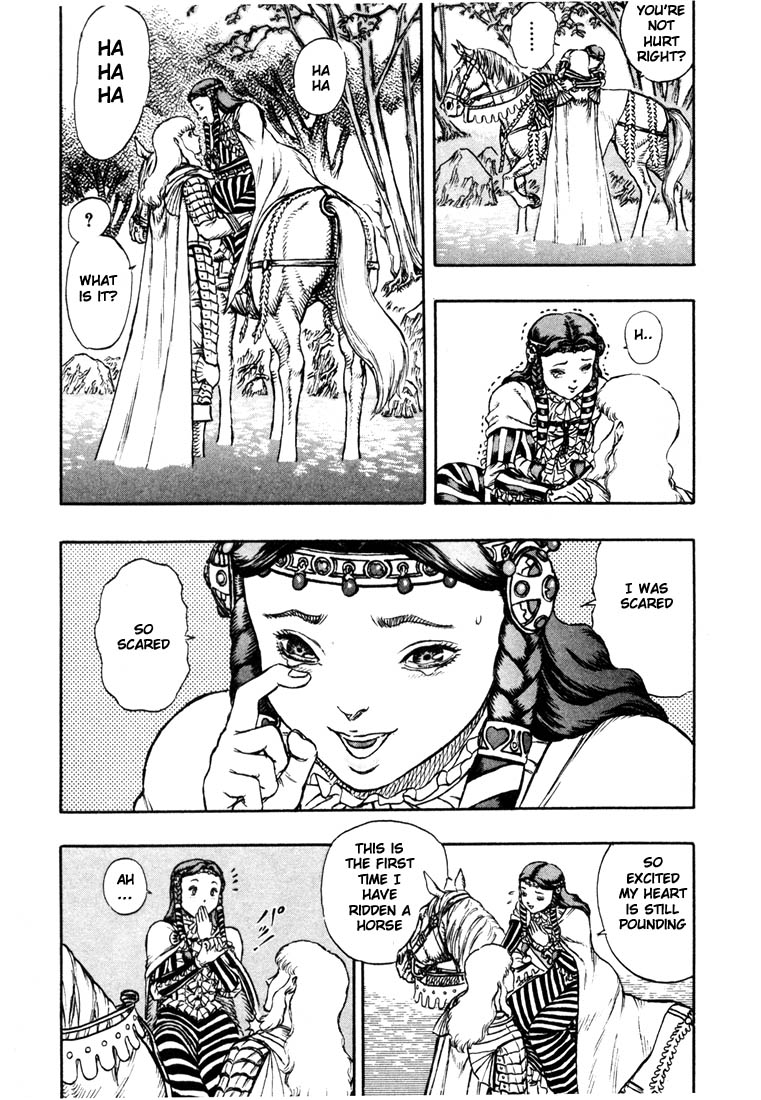 YOU'RE
NOT
HURT
RIGHT?
......
HA
HA
HA
HA
HA
?
WHAT
IS IT?
H..
I WAS
SCARED
SO
SCARED
SO
EXCITED
MY HEART
IS STILL
POUNDING
THIS IS
THE FIRST
TIME I
HAVE
RIDDEN A
HORSE
AH
...